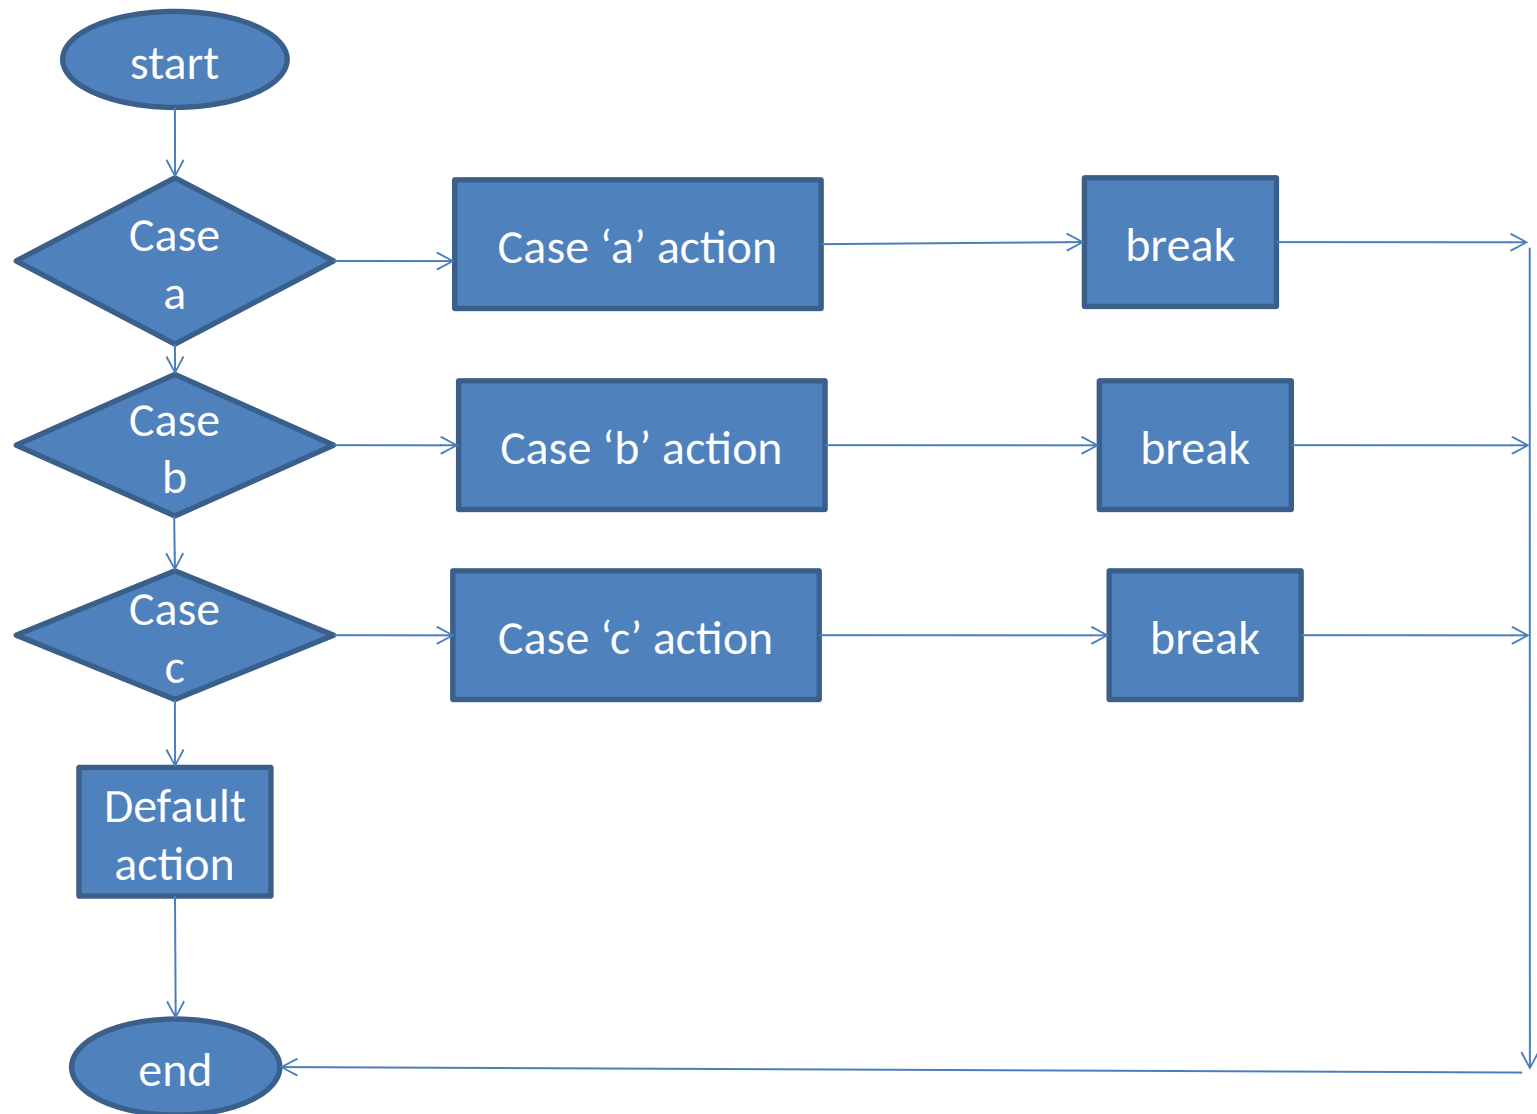 start
Case
a
Case ‘a’ action
break
Case
b
Case ‘b’ action
break
Case
c
Case ‘c’ action
break
Default
action
end